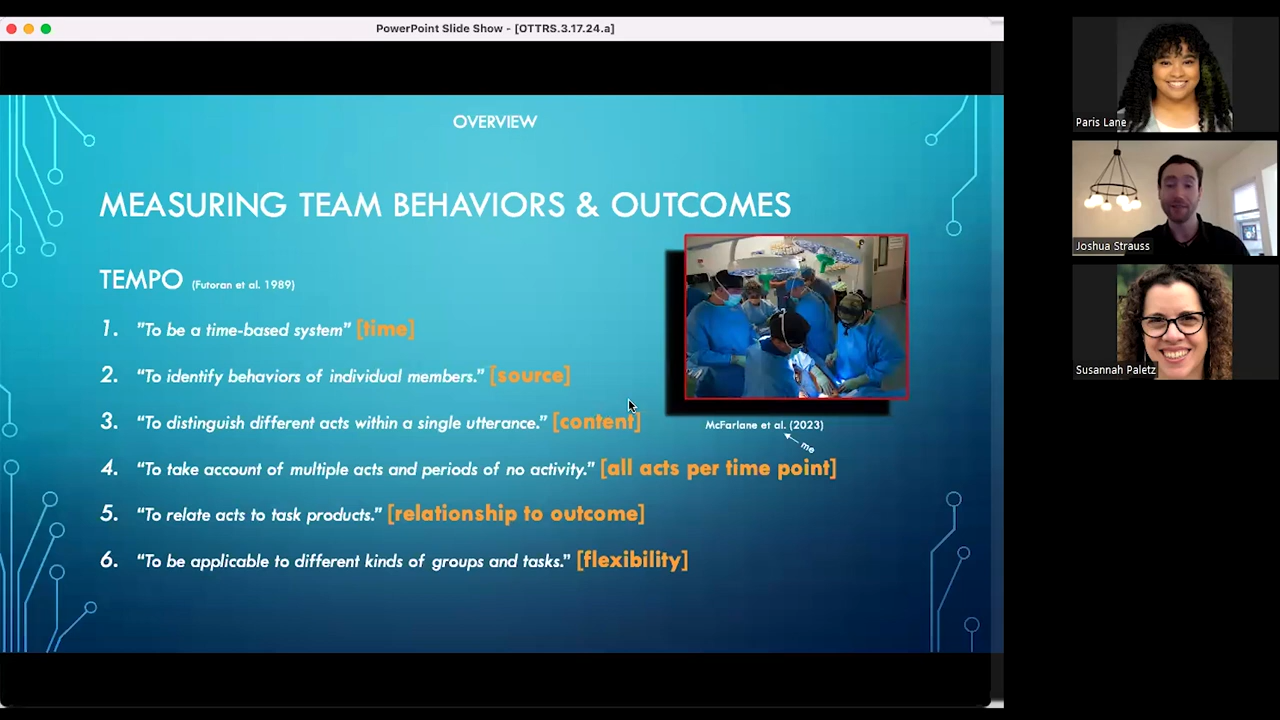 PowerPoint Slide Show - [OTTRS.3.17.24.a]
OVERVIEW
MEASURING TEAM BEHAVIORS & OUTCOMES
TEMPO (Futoran et al. 1989)
1. "To be a time-based system" [time]
2. "To identify behaviors of individual members." [source]
3. "To distinguish different acts within a single utterance." [content]
4. "To take account of multiple acts and periods of no activity." [all acts per time point]
5. "To relate acts to task products." [relationship to outcome]
6. "To be applicable to different kinds of groups and tasks." [flexibility]
McFarlane et al. (2023)
me
Paris Lane
Joshua Strauss
Susannah Paletz